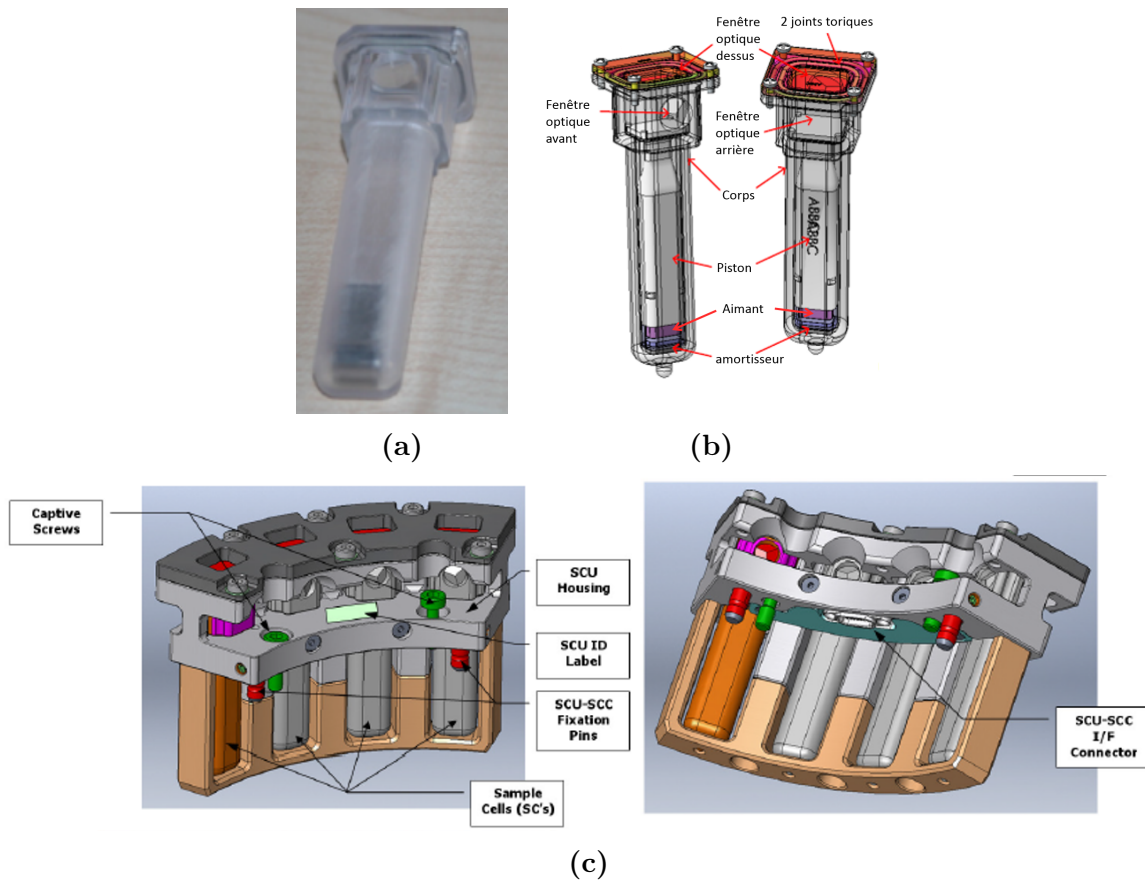 Fenêtre
optique
dessus
2 joints toriques
Fenêtre
optique
avant
Fenêtre
optique
arrière
Corps
Piston
Aimant
amortisseur
(a)
(b)
Captive
Screws
SCU
Housing
SCU ID
Label
SCU-SCC
Fixation
Pins
Sample
Cells (SC's)
SCU-SCC
I/F
Connector
(c)